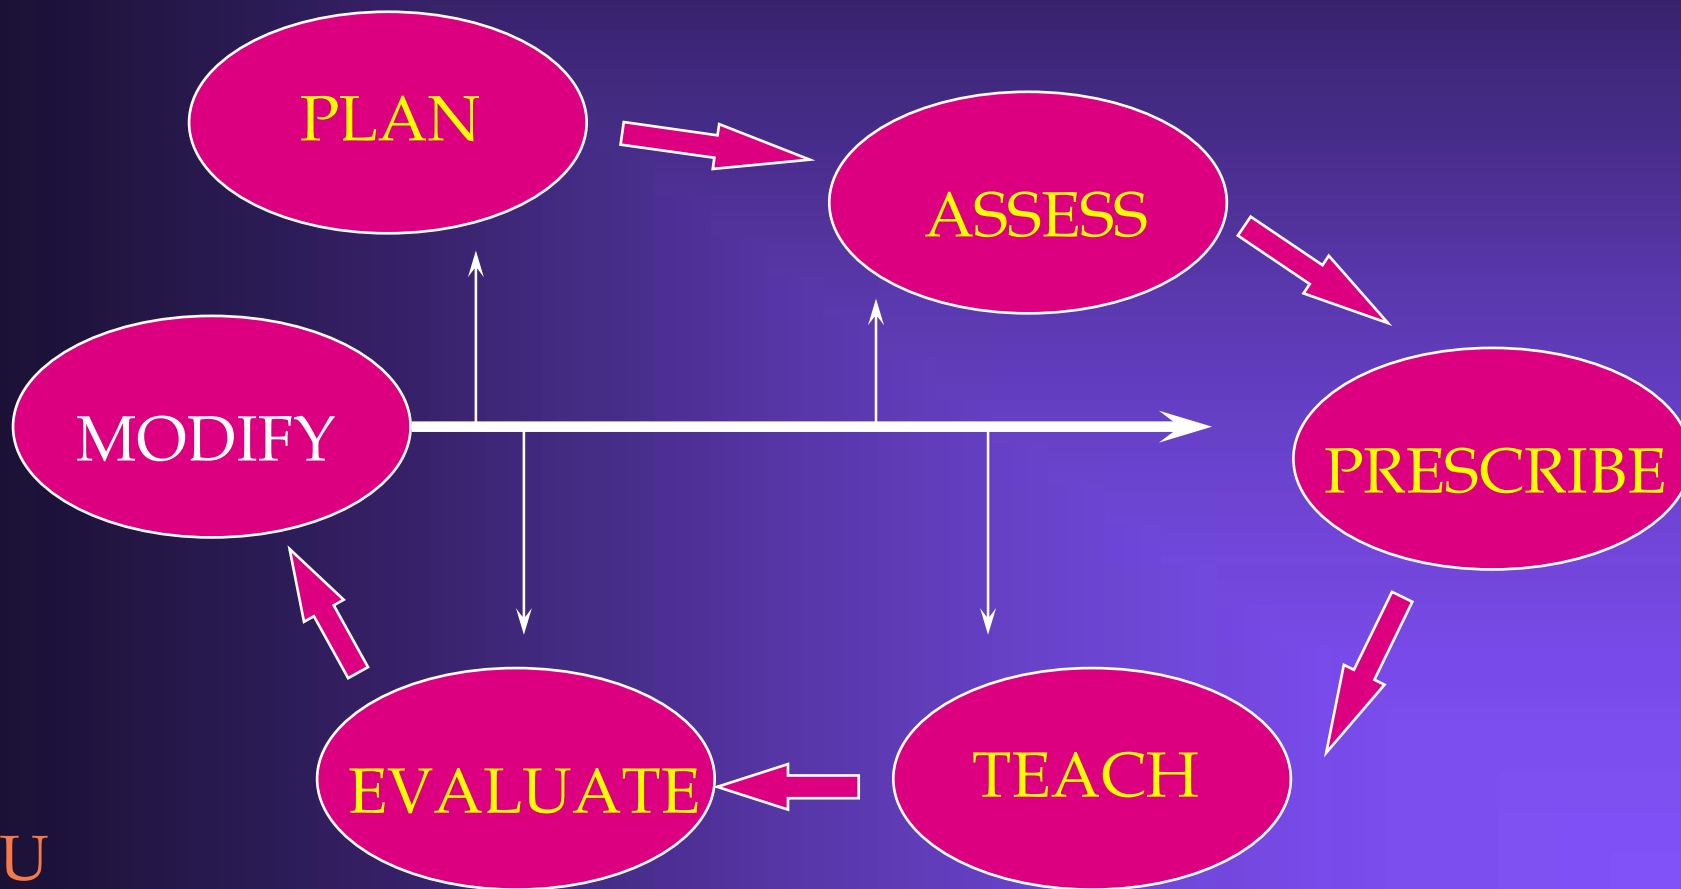 PLAN
ASSESS
MODIFY
PRESCRIBE
TEACH
EVALUATE
U